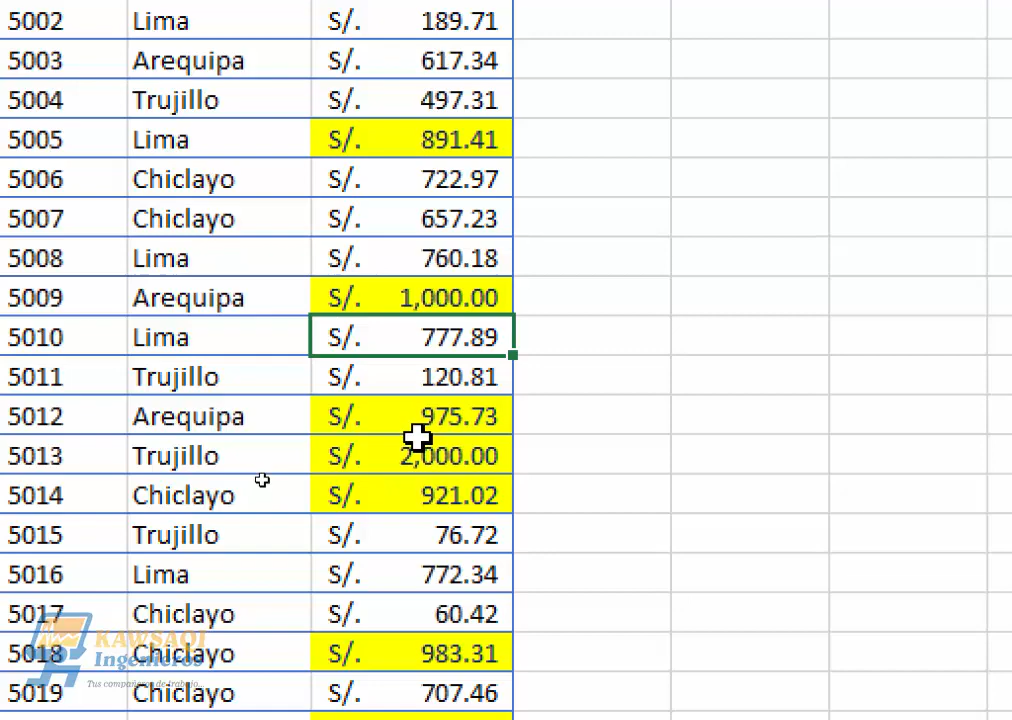 5002 Lima S/. 189.71
5003 Arequipa S/. 617.34
5004 Trujillo S/. 497.31
5005 Lima S/. 891.41
5006 Chiclayo S/. 722.97
5007 Chiclayo S/. 657.23
5008 Lima S/. 760.18
5009 Arequipa S/. 1,000.00
5010 Lima S/. 777.89
5011 Trujillo S/. 120.81
5012 Arequipa S/. 975.73
5013 Trujillo S/. 2,000.00
5014 Chiclayo S/. 921.02
5015 Trujillo S/. 76.72
5016 Lima S/. 772.34
5017 Chiclayo S/. 60.42
KAWSAQI
5018 Chiclayo S/. 983.31
Ingenieros
Tus compañeros de trabajo...
5019 Chiclayo S/. 707.46